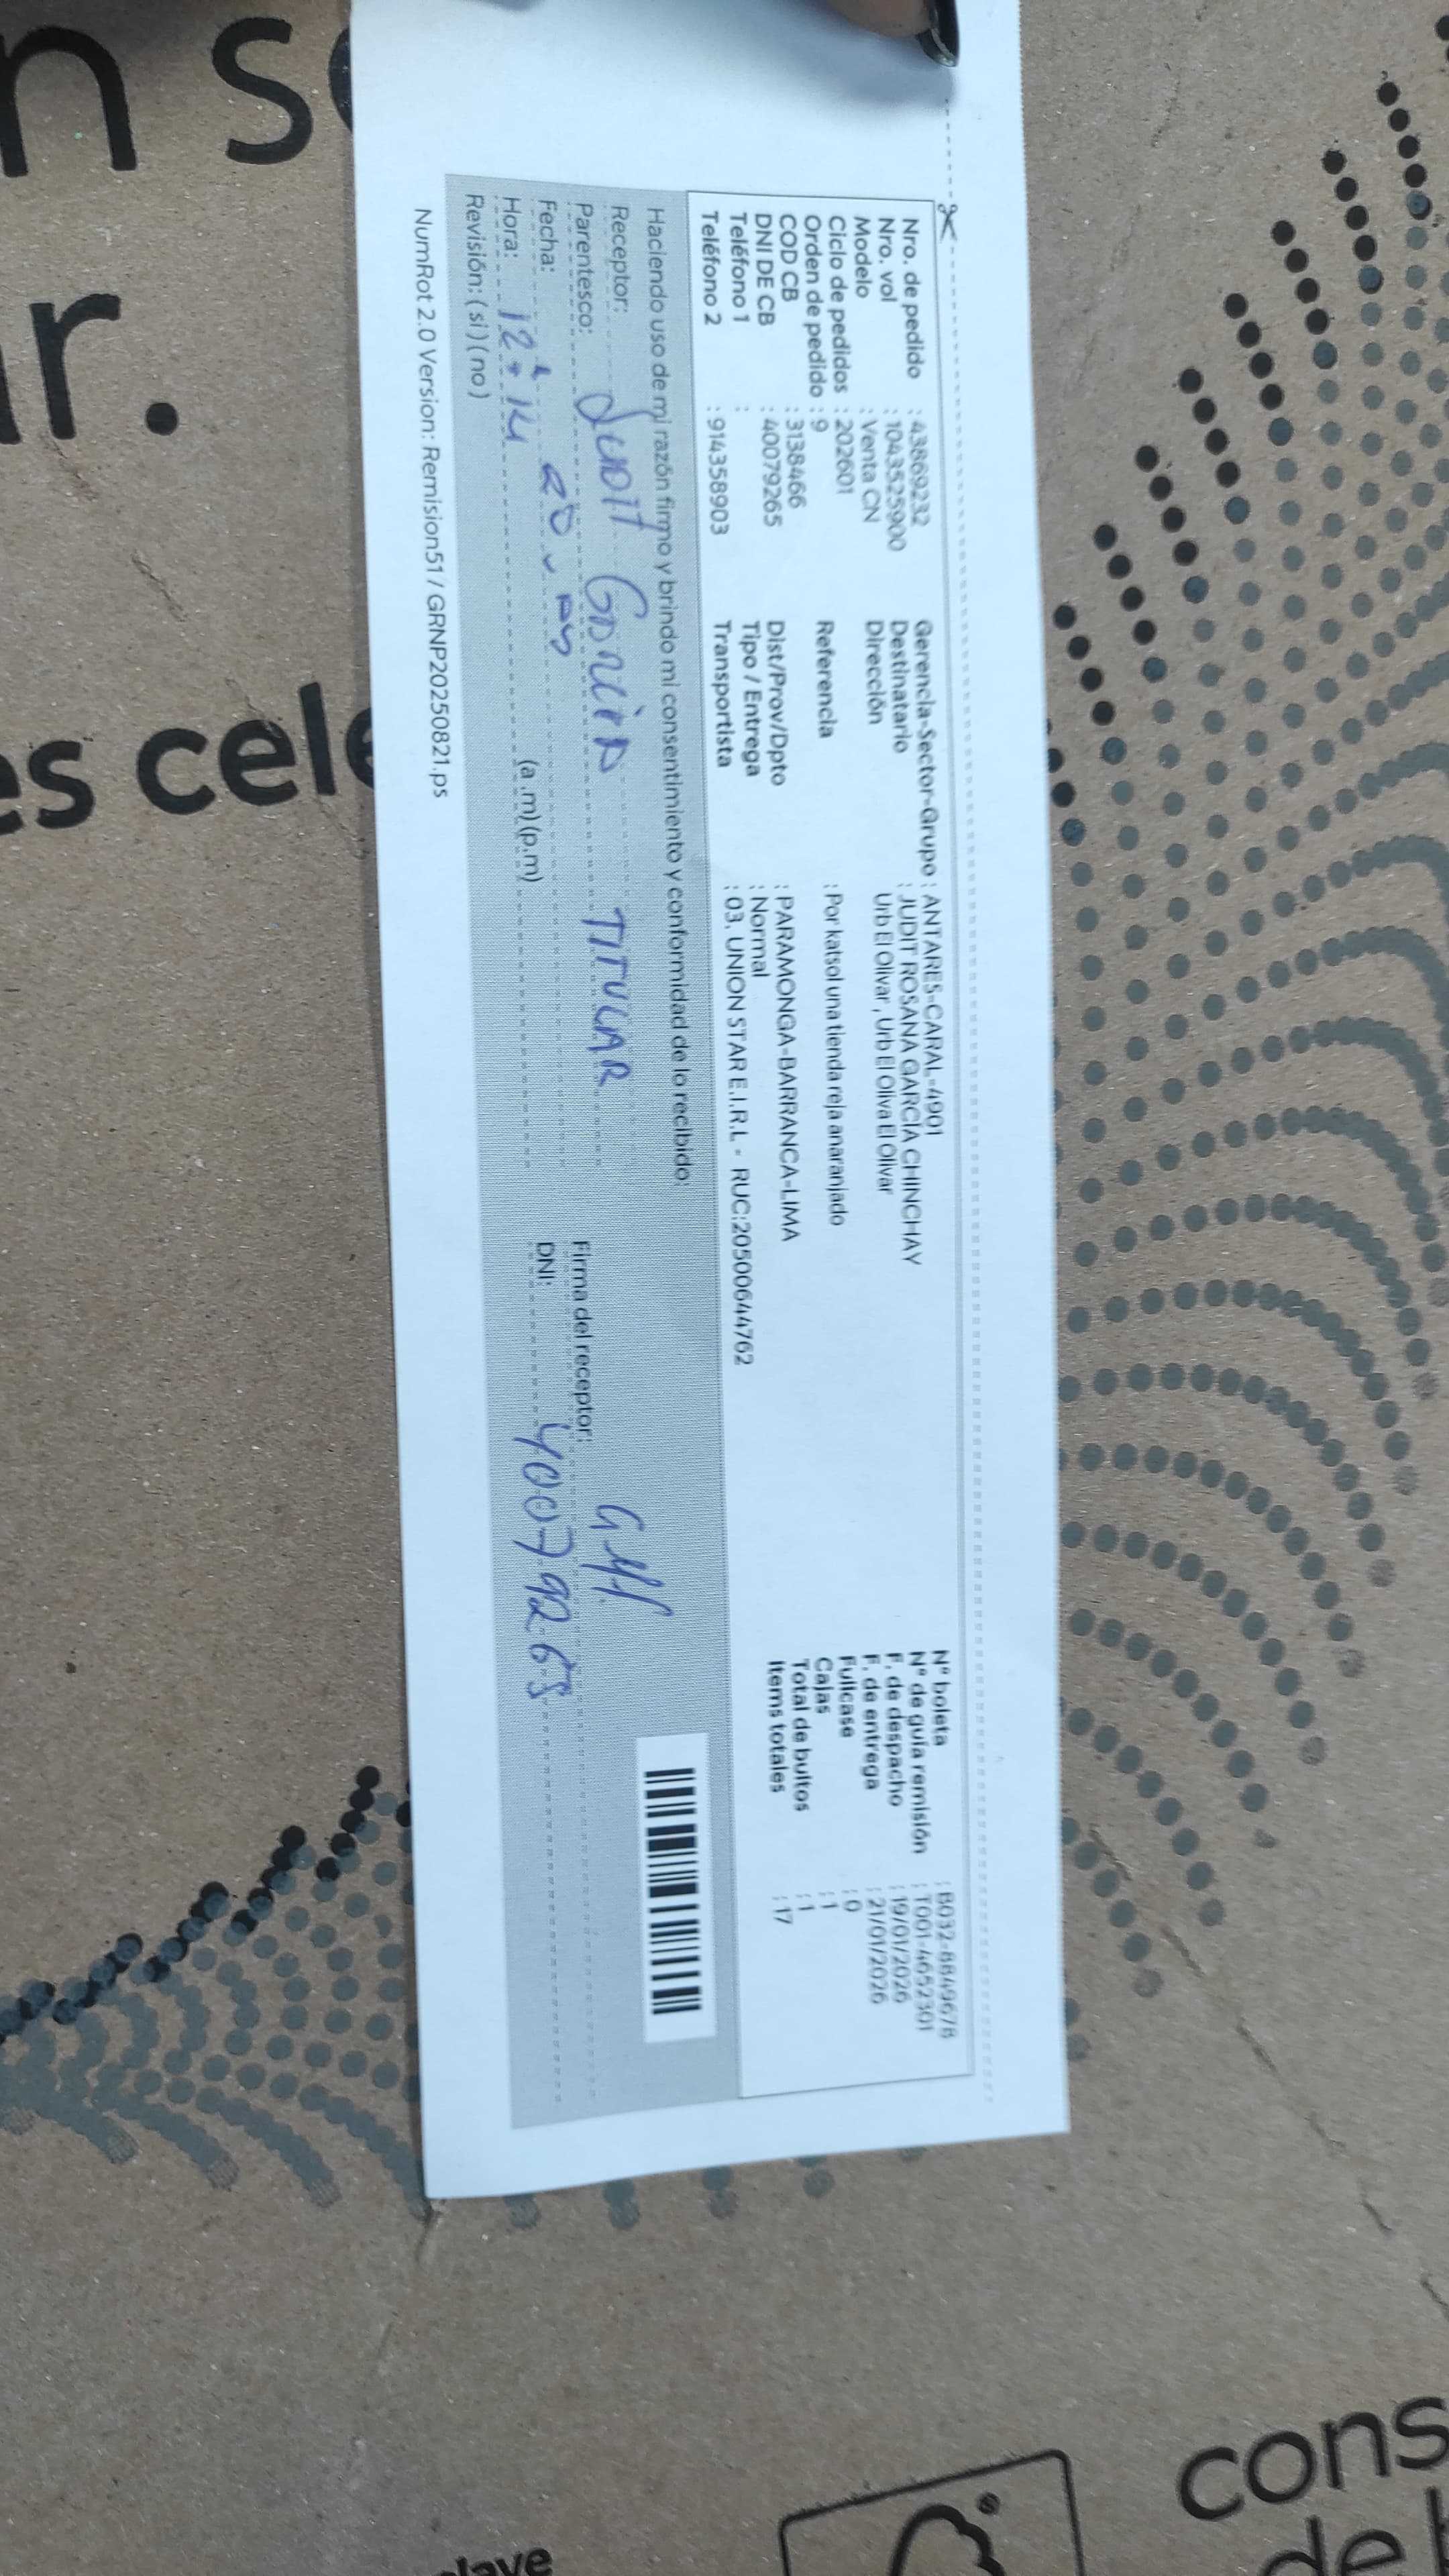 Nro. de pedido : 43869232
Nro. vol : 1043525900
Modelo : Venta CN
Ciclo de pedidos : 202601
Orden de pedido : 9
COD CB : 3138466
DNI DE CB : 40079265
Teléfono 1 :
Teléfono 2 : 914358903
Gerencia-Sector-Grupo : ANTARES-CARAL-4901
Destinatario : JUDIT ROSANA GARCÍA CHINCHAY
Dirección Urb El Olivar , Urb El Oliva El Olivar
Referencia : Por katsol una tienda reja anaranjado
Dist/Prov/Dpto : PARAMONGA-BARRANCA-LIMA
Tipo / Entrega : Normal
Transportista : 03. UNION STAR E.I.R.L - RUC:20500644762
Nº boleta
Nº de guía remisión : T001-4652301
F. de despacho : 19/01/2026
F. de entrega : 21/01/2026
Fullcase : 0
Cajas : 1
Total de bultos : 1
Items totales : 17
Haciendo uso de mi razón firmo y brindo mi consentimiento y conformidad de lo recibido:
Receptor: Judit García
Parentesco: TITULAR
Fecha:
Hora: 12:14 (a .m) (p.m)
Revisión: ( si ) ( no )
Firma del receptor:
DNI: 40079265
NumRot 2.0 Version: Remision51 / GRNP20250821.ps
n s
r.
es cele
cons
de
lave